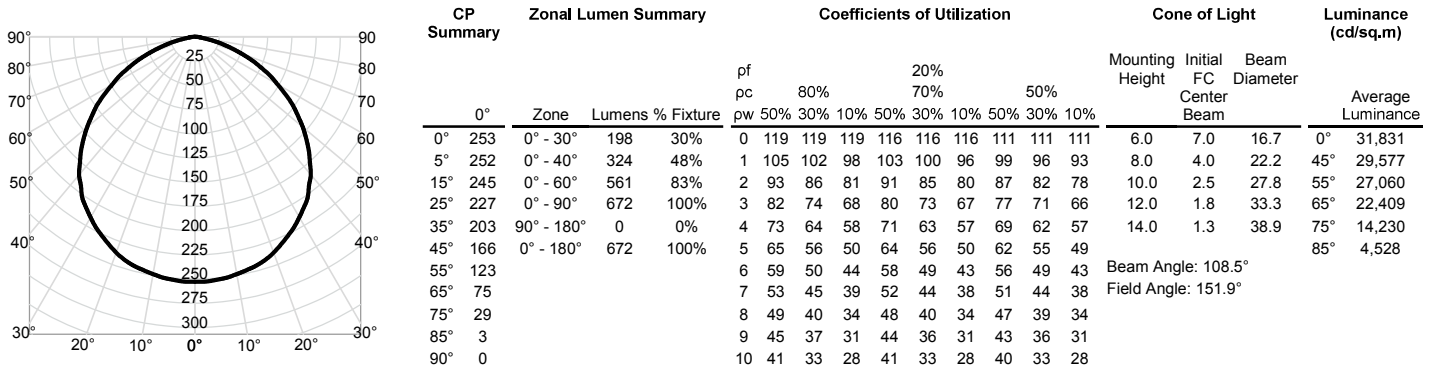 CP Summary Zonal Lumen Summary Coefficients of Utilization Cone of Light Luminance (cd/sq.m)
90° 90
80° 80
70° 70
60° 60
50° 50°
40° 40°
30° 20° 10° 0° 10° 20° 30°
25
50
75
100
125
150
175
200
225
250
275
300
0°
0° 253
5° 252
15° 245
25° 227
35° 203
45° 166
55° 123
65° 75
75° 29
85° 3
90° 0
Zone Lumens % Fixture
0° - 30° 198 30%
0° - 40° 324 48%
0° - 60° 561 83%
0° - 90° 672 100%
90° - 180° 0 0%
0° - 180° 672 100%
ρf 20%
ρc 80% 70% 50%
ρw 50% 30% 10% 50% 30% 10% 50% 30% 10%
0 119 119 119 116 116 116 111 111 111
1 105 102 98 103 100 96 99 96 93
2 93 86 81 91 85 80 87 82 78
3 82 74 68 80 73 67 77 71 66
4 73 64 58 71 63 57 69 62 57
5 65 56 50 64 56 50 62 55 49
6 59 50 44 58 49 43 56 49 43
7 53 45 39 52 44 38 51 44 38
8 49 40 34 48 40 34 47 39 34
9 45 37 31 44 36 31 43 36 31
10 41 33 28 41 33 28 40 33 28
Mounting Height Initial FC Center Beam Beam Diameter
6.0 7.0 16.7
8.0 4.0 22.2
10.0 2.5 27.8
12.0 1.8 33.3
14.0 1.3 38.9
Beam Angle: 108.5°
Field Angle: 151.9°
Average Luminance
0° 31,831
45° 29,577
55° 27,060
65° 22,409
75° 14,230
85° 4,528